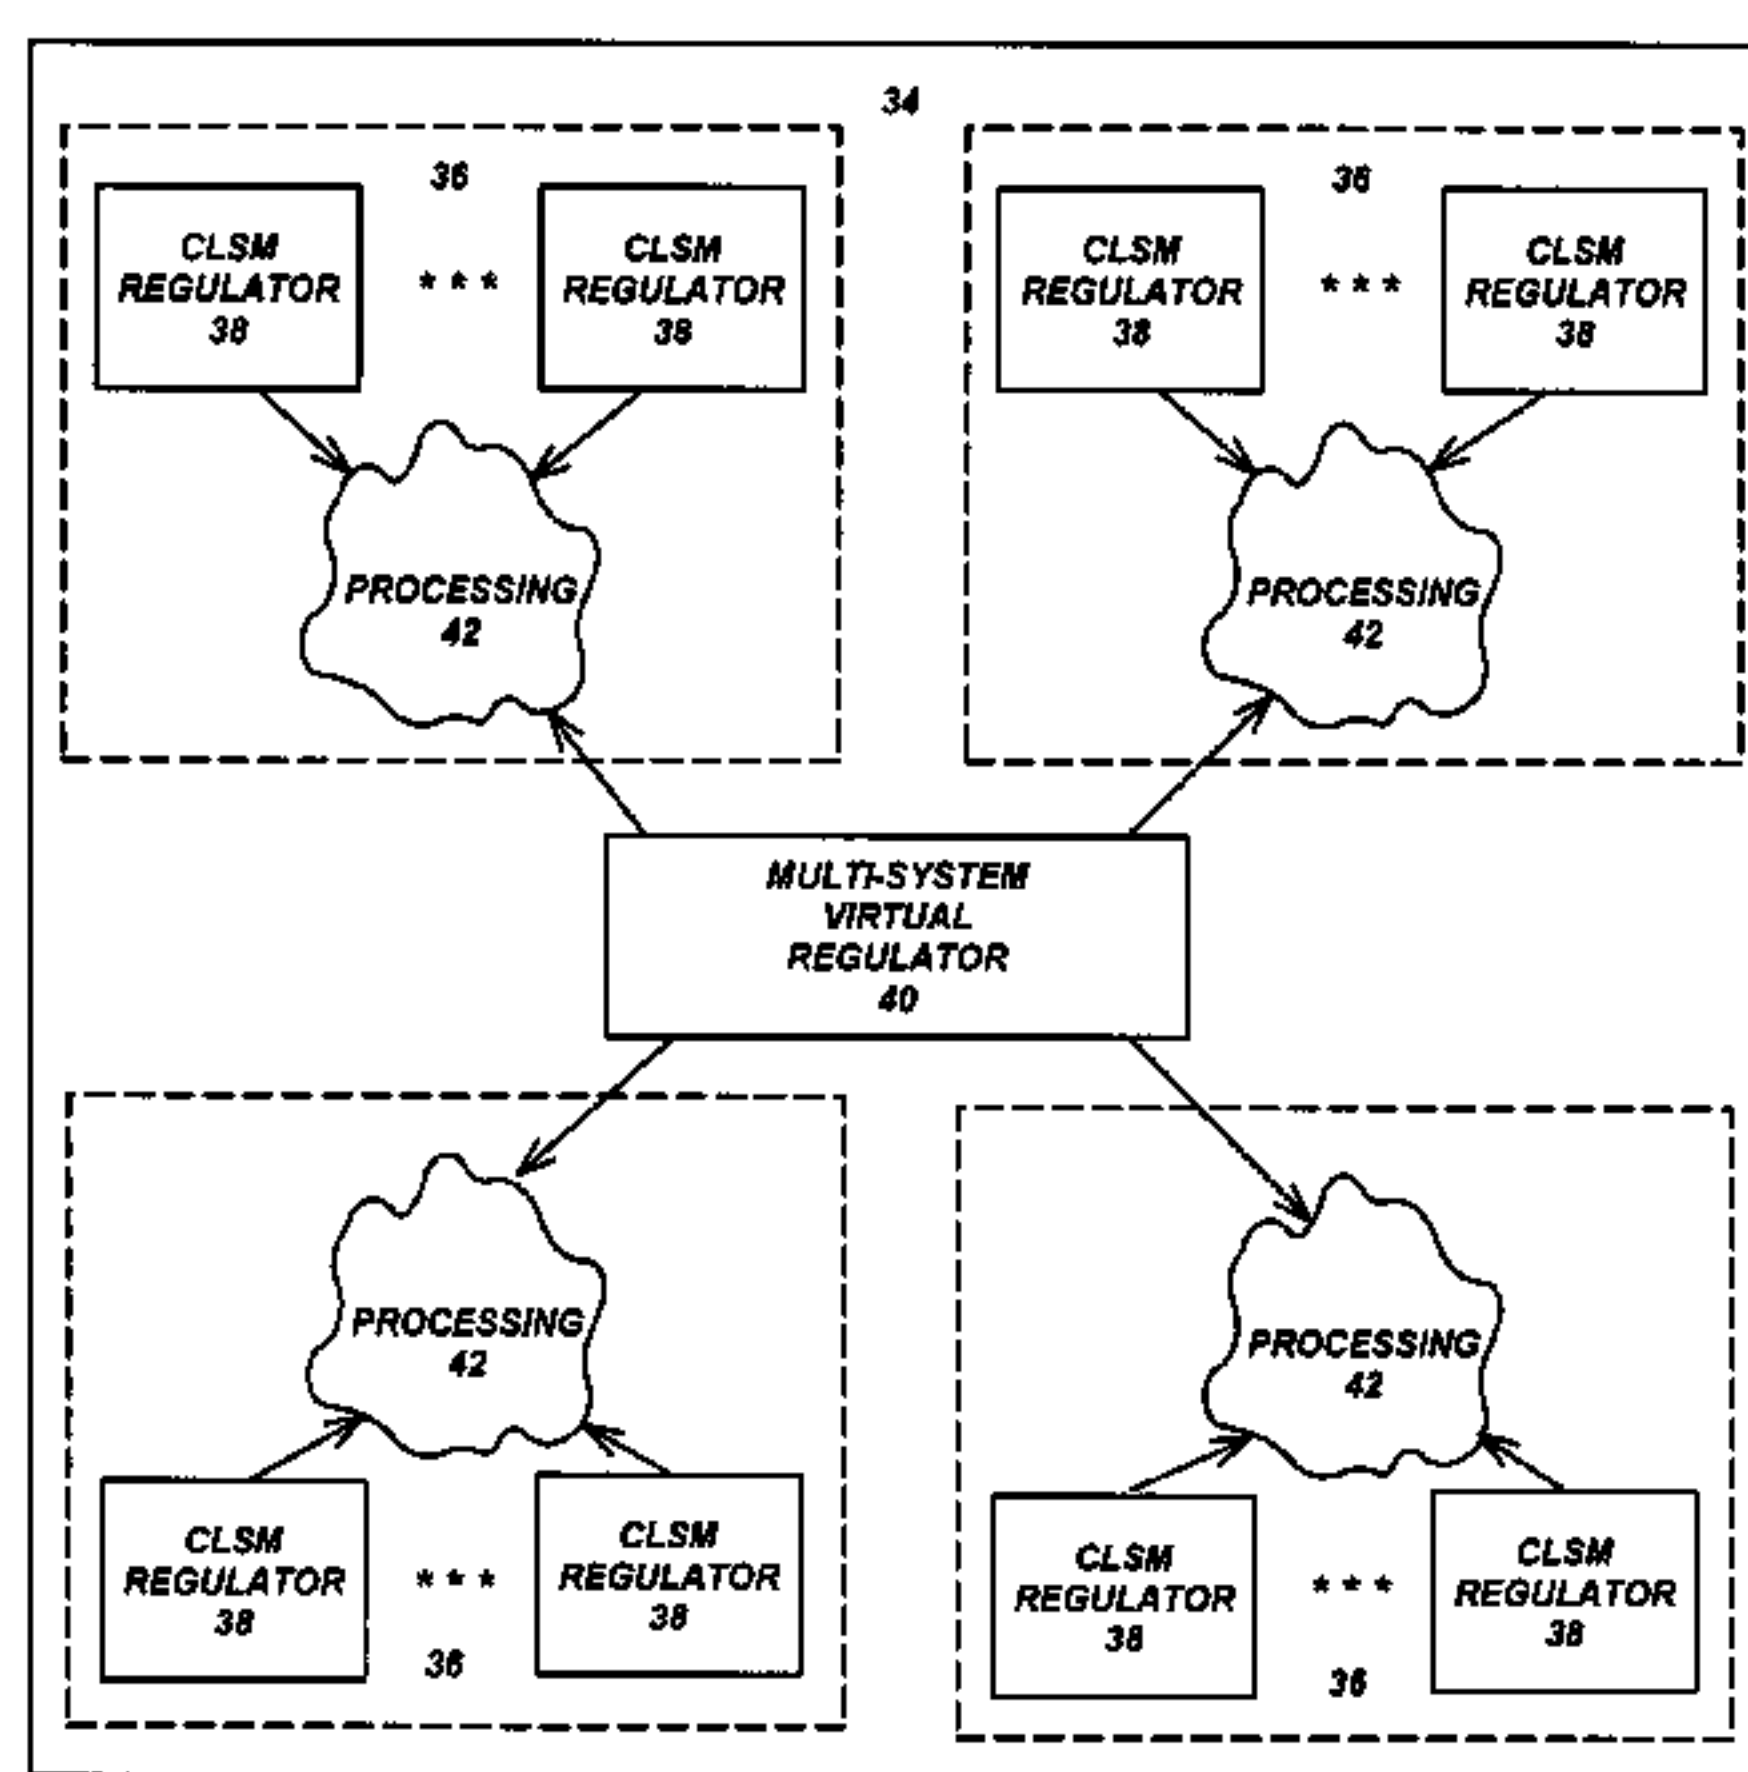 34
36
CLSM
REGULATOR
38
* * *
CLSM
REGULATOR
38
PROCESSING
42
36
CLSM
REGULATOR
38
* * *
CLSM
REGULATOR
38
PROCESSING
42
MULTI-SYSTEM
VIRTUAL
REGULATOR
40
PROCESSING
42
CLSM
REGULATOR
38
* * *
CLSM
REGULATOR
38
36
PROCESSING
42
CLSM
REGULATOR
38
* * *
CLSM
REGULATOR
38
36